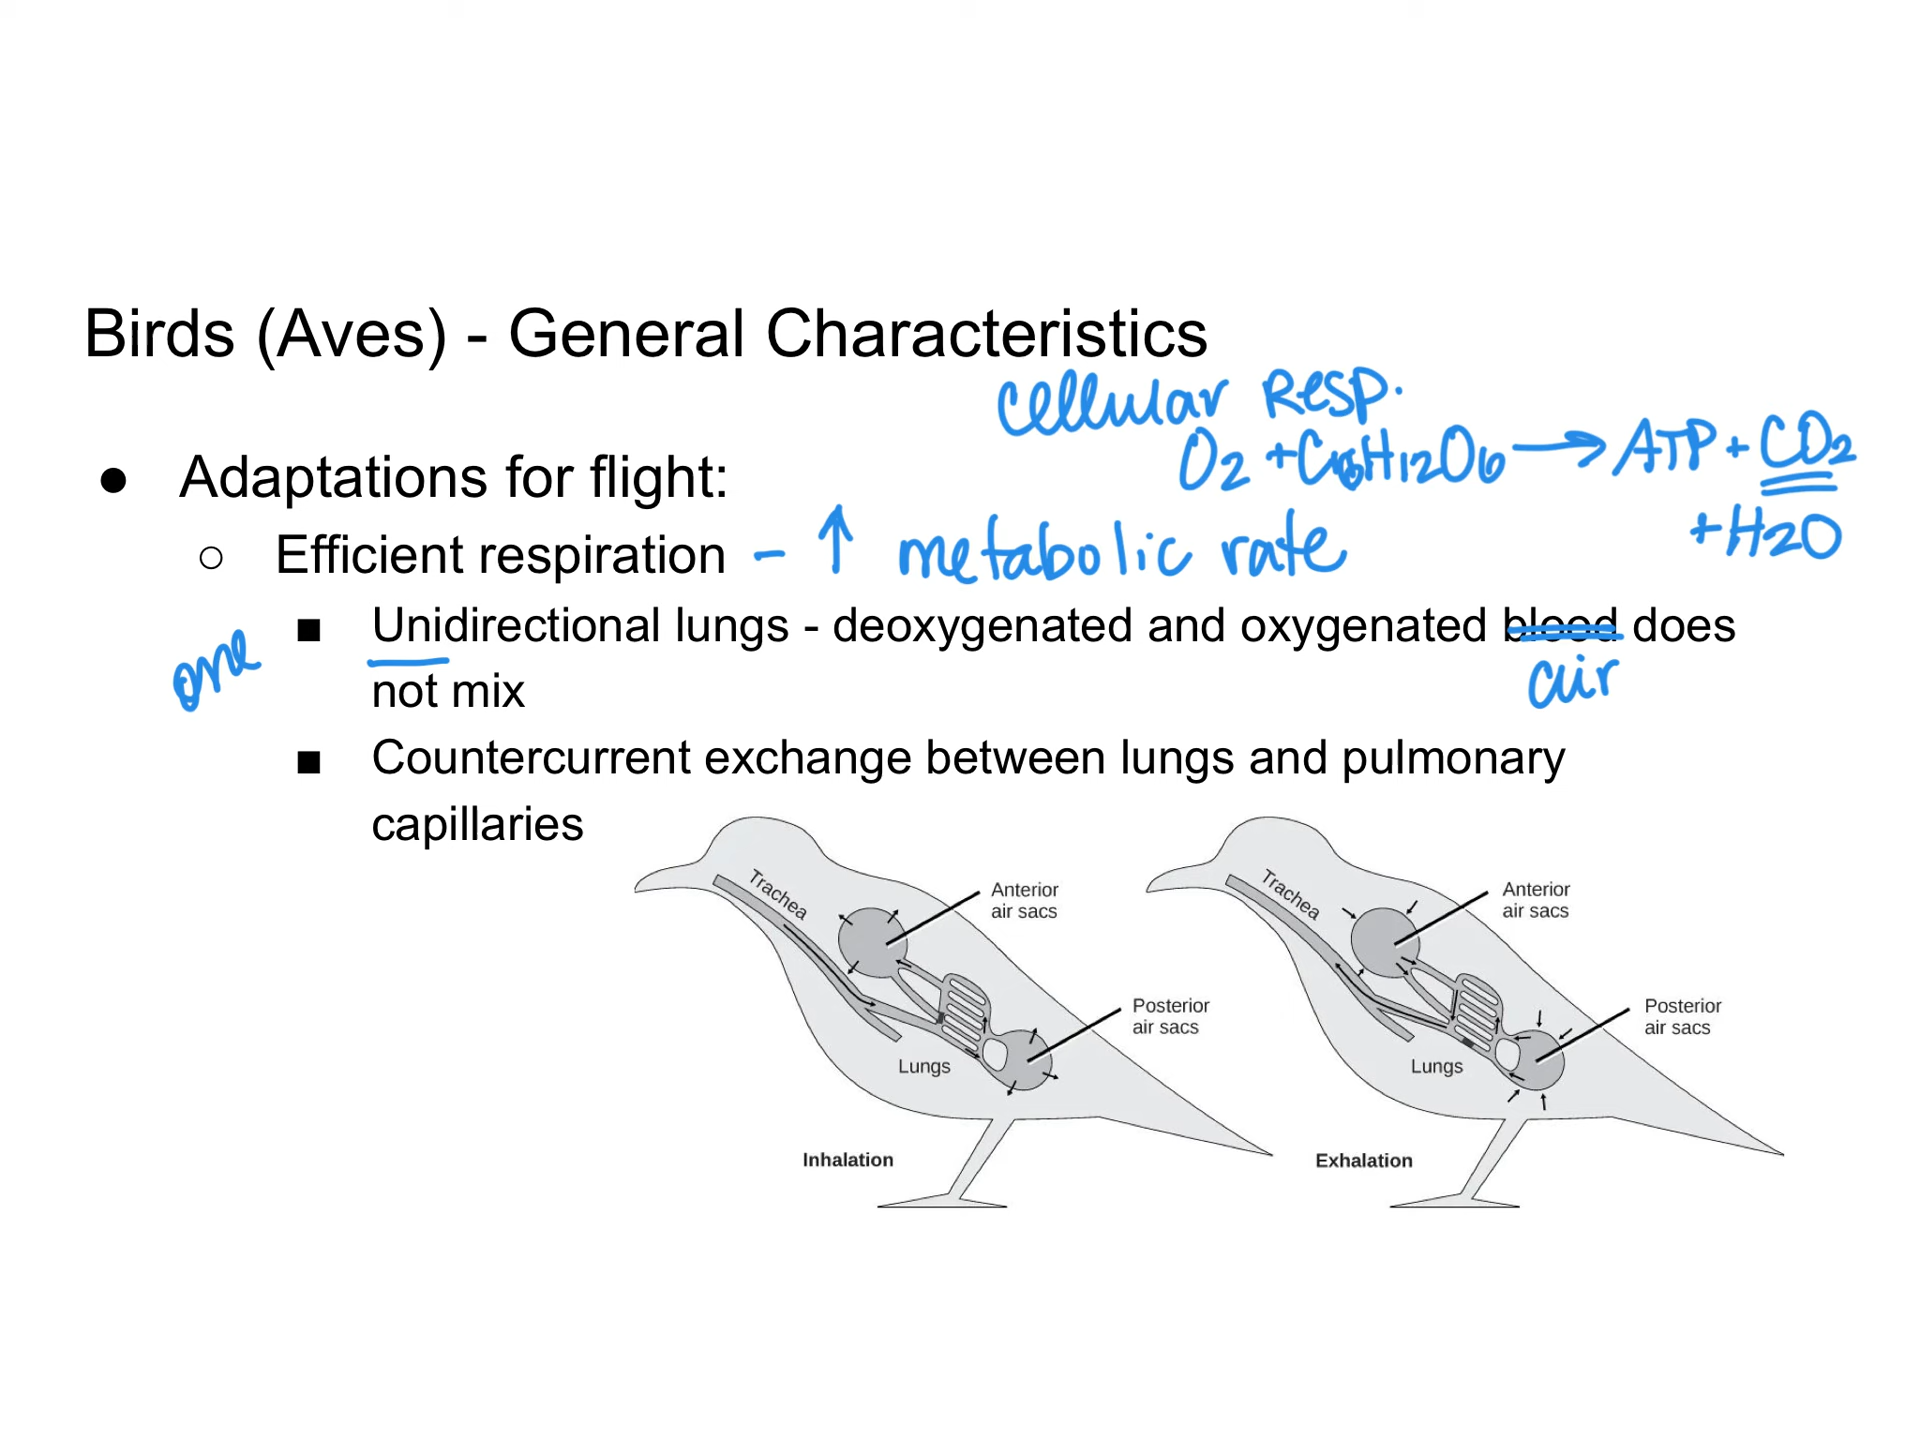 Birds (Aves) - General Characteristics
cellular Resp.
O2 + C6H12O6 → ATP + CO2
+ H2O
● Adaptations for flight:
○ Efficient respiration - ↑ metabolic rate
■ Unidirectional lungs - deoxygenated and oxygenated blood does
one
air
not mix
■ Countercurrent exchange between lungs and pulmonary
capillaries
Trachea
Anterior
air sacs
Posterior
air sacs
Lungs
Inhalation
Trachea
Anterior
air sacs
Posterior
air sacs
Lungs
Exhalation